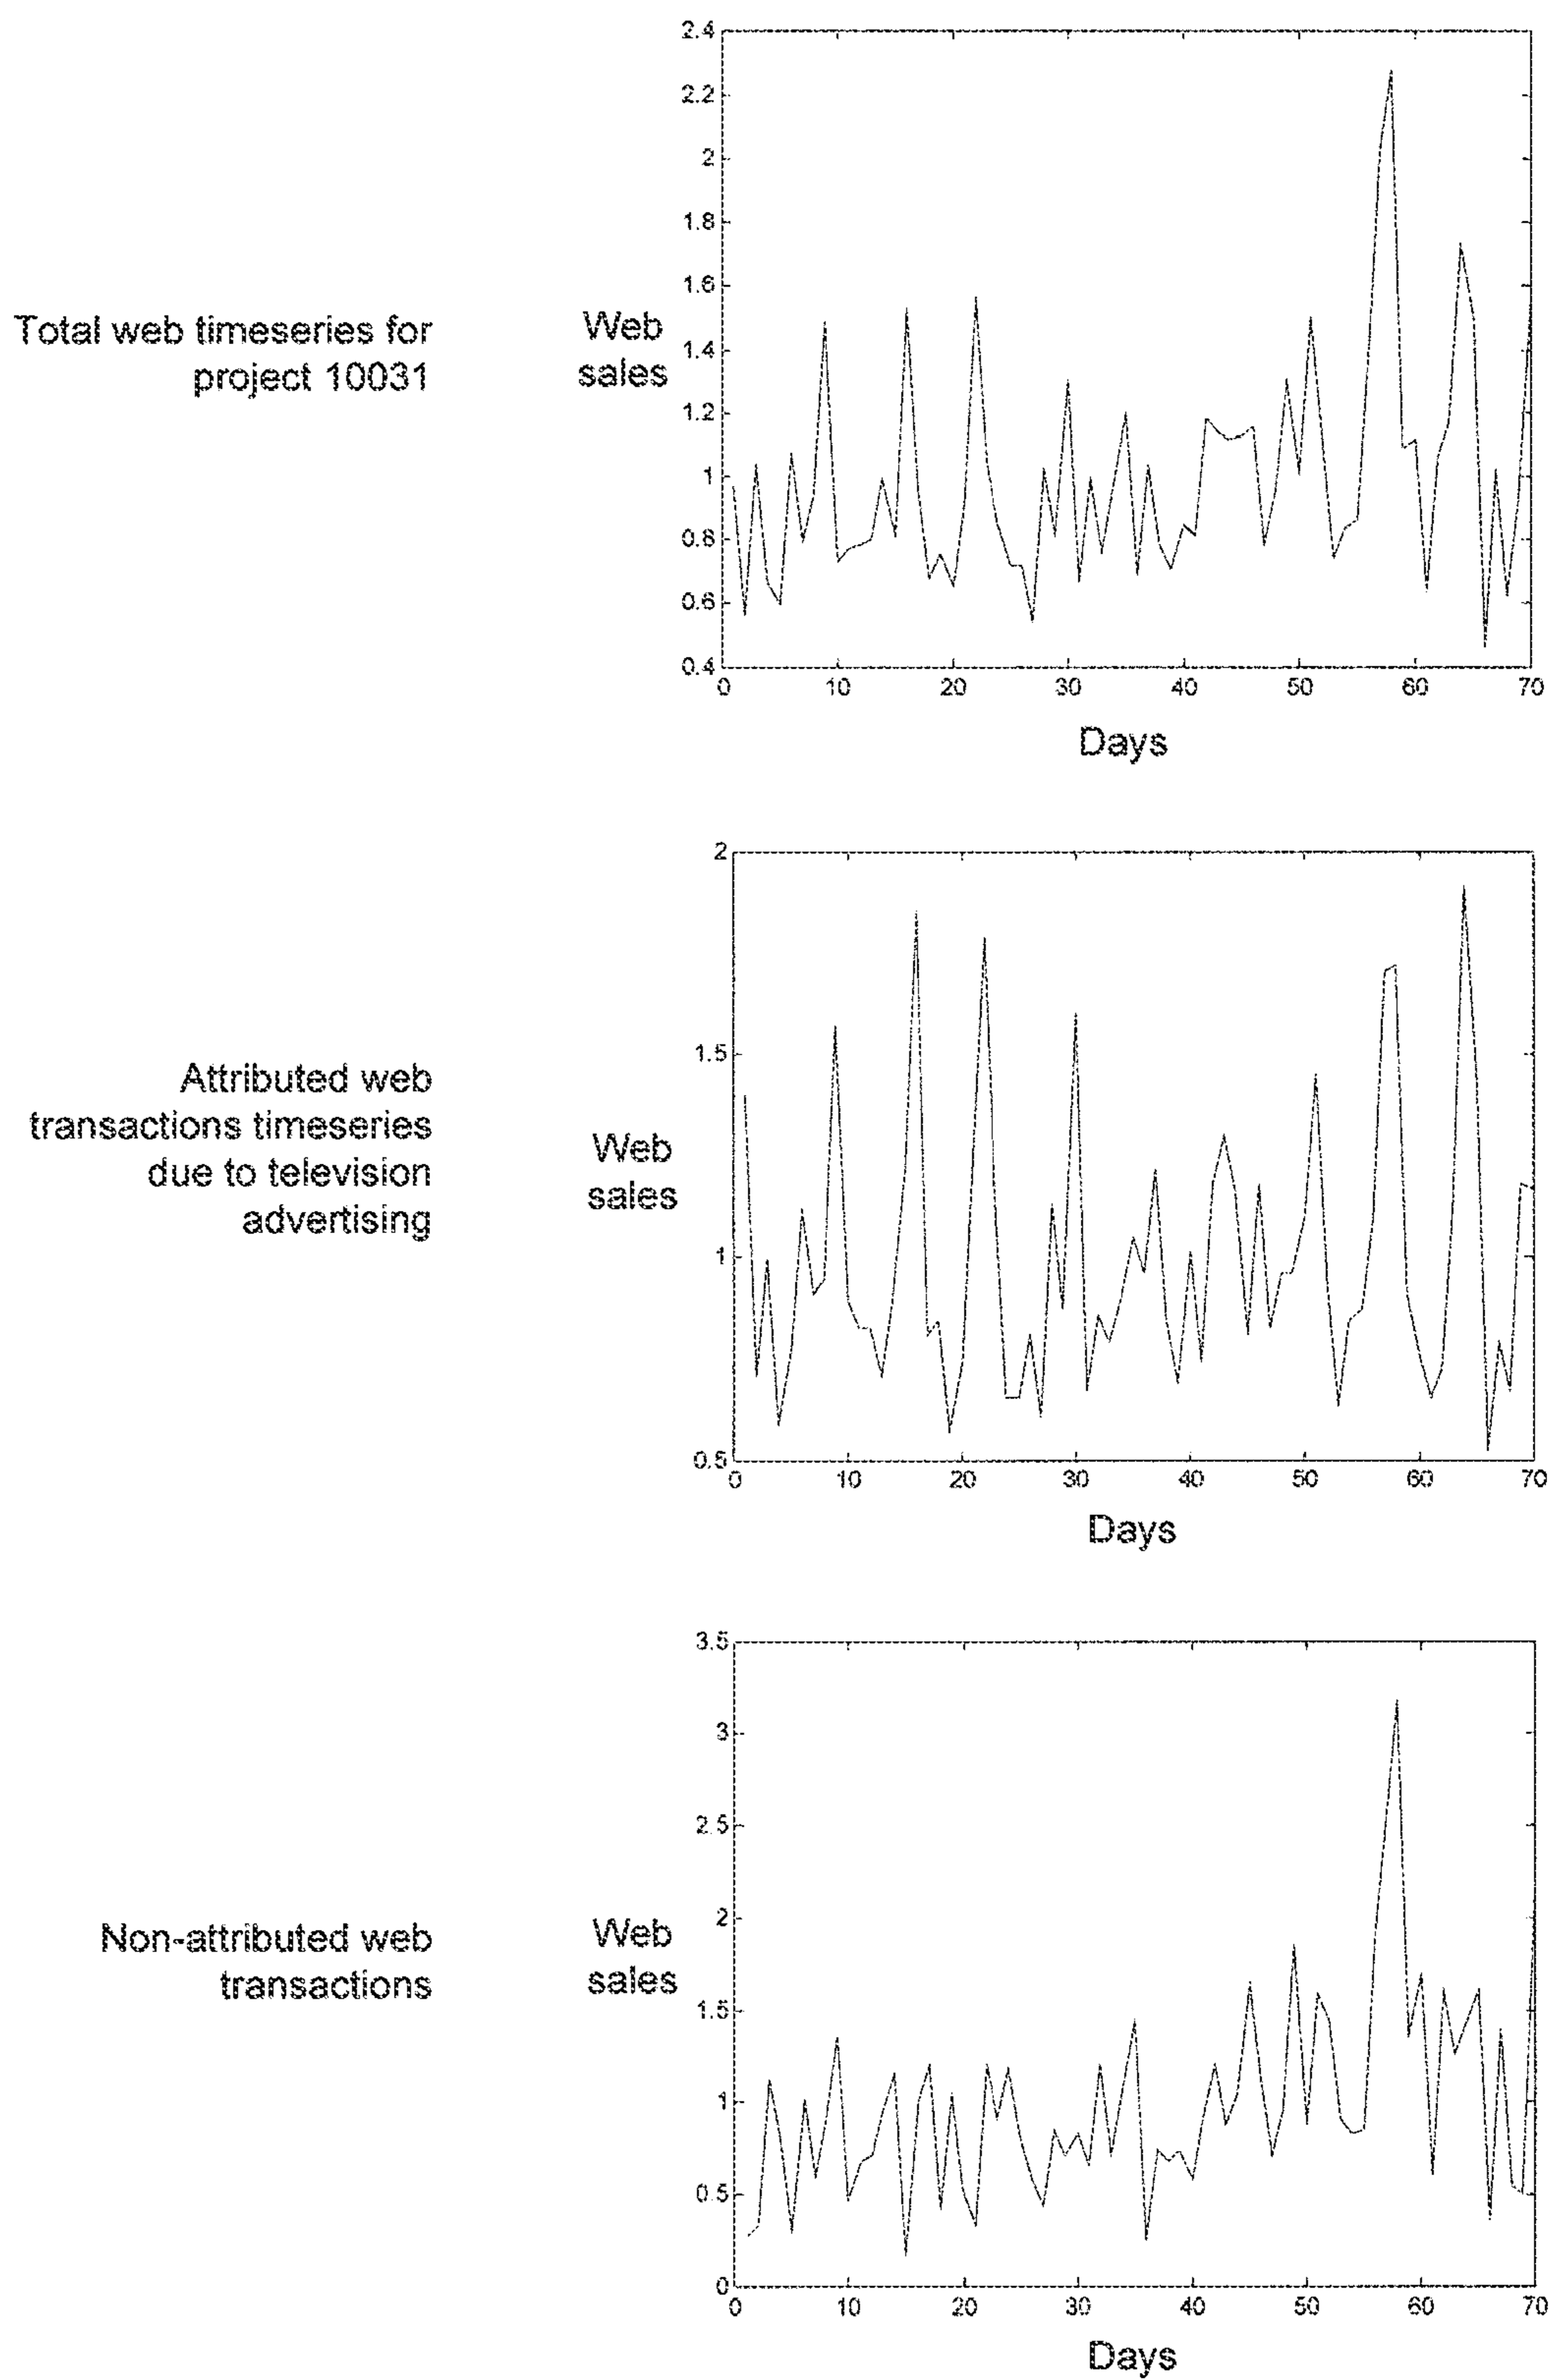 2.4
2.2
2
1.8
1.6
1.4
1.2
1
0.8
0.6
0.4
0 10 20 30 40 50 60 70
Total web timeseries for
project 10031
Web
sales
Days
2
1.5
1
0.5
0 10 20 30 40 50 60 70
Attributed web
transactions timeseries
due to television
advertising
Web
sales
Days
3.5
3
2.5
2
1.5
1
0.5
0
0 10 20 30 40 50 60 70
Non-attributed web
transactions
Web
sales
Days